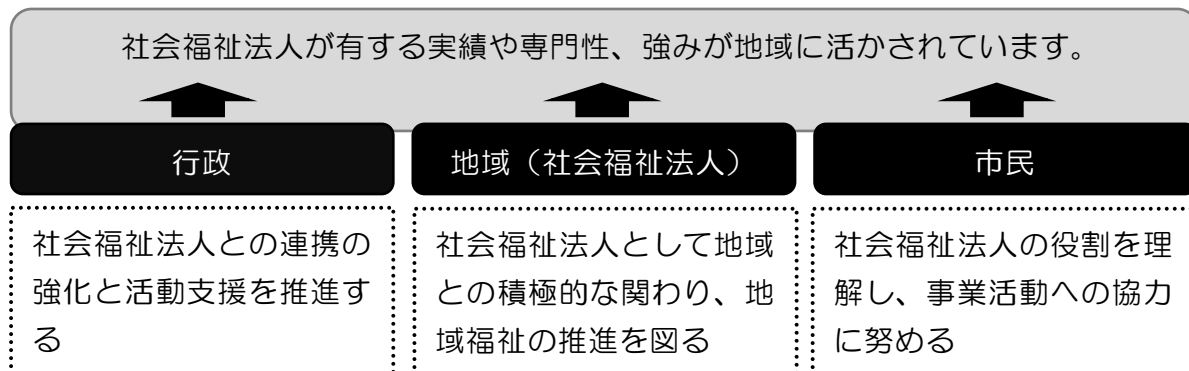 社会福祉法人が有する実績や専門性、強みが地域に活かされています。
行政
地域（社会福祉法人）
市民
社会福祉法人との連携の
強化と活動支援を推進す
る
社会福祉法人として地域
との積極的な関わり、地
域福祉の推進を図る
社会福祉法人の役割を理
解し、事業活動への協力
に努める